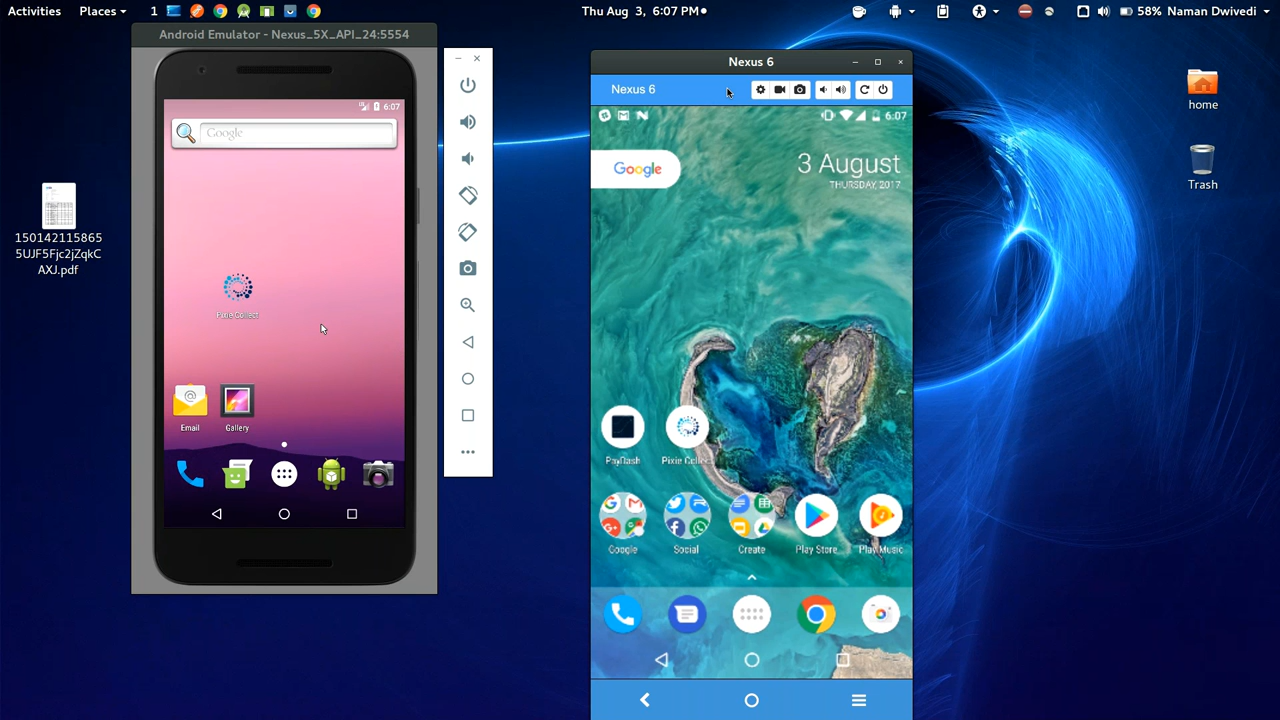 Activities Places 1 Thu Aug 3, 6:07 PM 58% Naman Dwivedi
Android Emulator - Nexus_5X_API_24:5554
6:07
Google
Pixie Collect
Email Gallery
Nexus 6
Nexus 6
6:07
Google
3 August
THURSDAY, 2017
PayDash Pixie Collec
Google Social Create Play Store Play Music
150142115865
5UJF5Fjc2jZqkC
AXJ.pdf
home
Trash